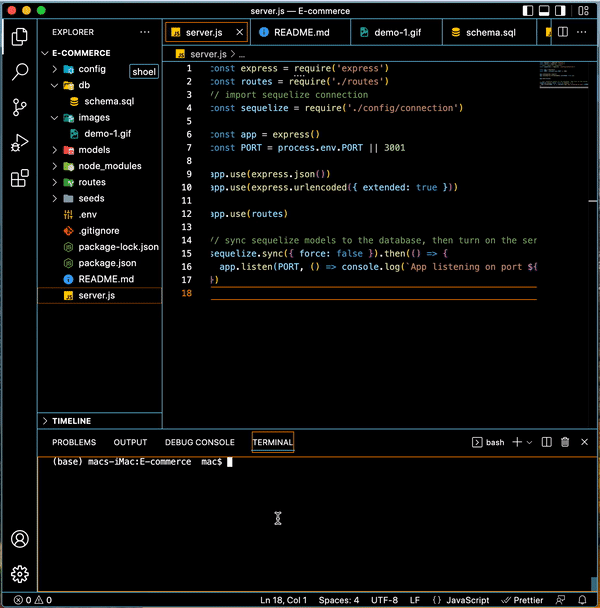 server.js — E-commerce
EXPLORER
server.js
README.md
demo-1.gif
schema.sql
E-COMMERCE
server.js > ...
config
shoel
db
schema.sql
images
demo-1.gif
models
node_modules
routes
seeds
.env
.gitignore
package-lock.json
package.json
README.md
server.js
1 const express = require('express')
2 const routes = require('./routes')
3 // import sequelize connection
4 const sequelize = require('./config/connection')
5
6 const app = express()
7 const PORT = process.env.PORT || 3001
8
9 app.use(express.json())
10 app.use(express.urlencoded({ extended: true }))
11
12 app.use(routes)
13
14 // sync sequelize models to the database, then turn on the ser
15 sequelize.sync({ force: false }).then(() => {
16 app.listen(PORT, () => console.log(`App listening on port ${
17 })
18
TIMELINE
PROBLEMS OUTPUT DEBUG CONSOLE TERMINAL
bash
(base) macs-iMac:E-commerce mac$
0 0 Ln 18, Col 1 Spaces: 4 UTF-8 LF {} JavaScript Prettier